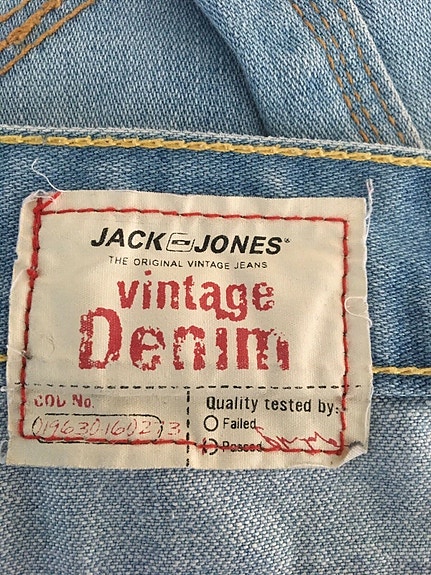 JACK & JONES®
THE ORIGINAL VINTAGE JEANS
vintage
Denim
COD No.
Quality tested by:
Failed
Passed